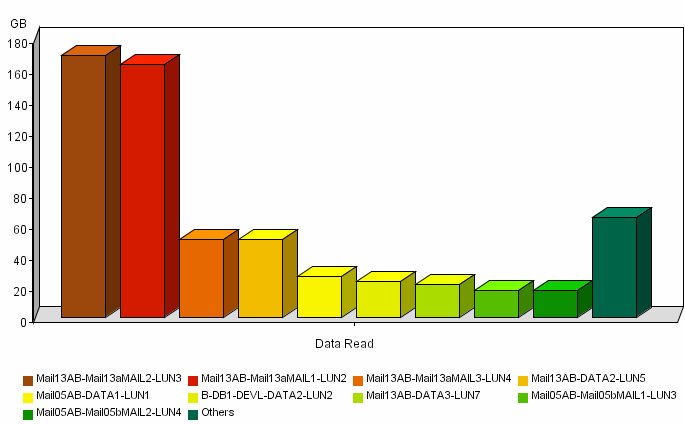 GB
180
160
140
120
100
80
60
40
20
0
Data Read
Mail13AB-Mail13aMAIL2-LUN3 Mail13AB-Mail13aMAIL1-LUN2 Mail13AB-Mail13aMAIL3-LUN4 Mail13AB-DATA2-LUN5
Mail05AB-DATA1-LUN1 B-DB1-DEVL-DATA2-LUN2 Mail13AB-DATA3-LUN7 Mail05AB-Mail05bMAIL1-LUN3
Mail05AB-Mail05bMAIL2-LUN4 Others